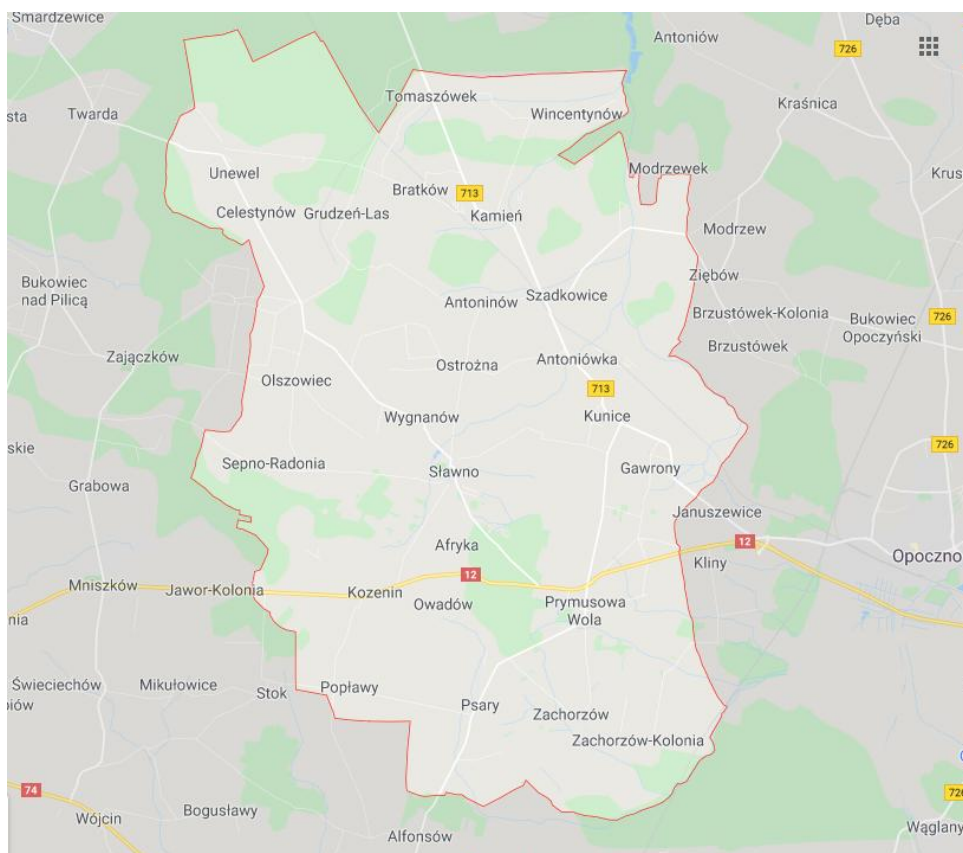 Smardzewice
Dęba
Antoniów
726
Tomaszówek
Kraśnica
sta
Twarda
Wincentynów
Unewel
Modrzewek
Krus
Bratków
713
Celestynów
Grudzeń-Las
Kamień
Modrzew
Bukowiec
nad Pilicą
Ziębów
Antoninów
Szadkowice
Brzustówek-Kolonia
Bukowiec
Opoczyński
726
Zajączków
Ostrożna
Antoniówka
Brzustówek
Olszowiec
713
Wygnanów
Kunice
skie
726
Sepno-Radonia
Sławno
Gawrony
Grabowa
Januszewice
Afryka
12
Opoczno
Kliny
Mniszków
Jawor-Kolonia
12
Kozenin
Owadów
Prymusowa
Wola
nia
Świeciechów
Mikułowice
Stok
Popławy
piów
Psary
Zachorzów
Zachorzów-Kolonia
74
726
Bogusławy
Wójcin
Alfonsów
Wąglany